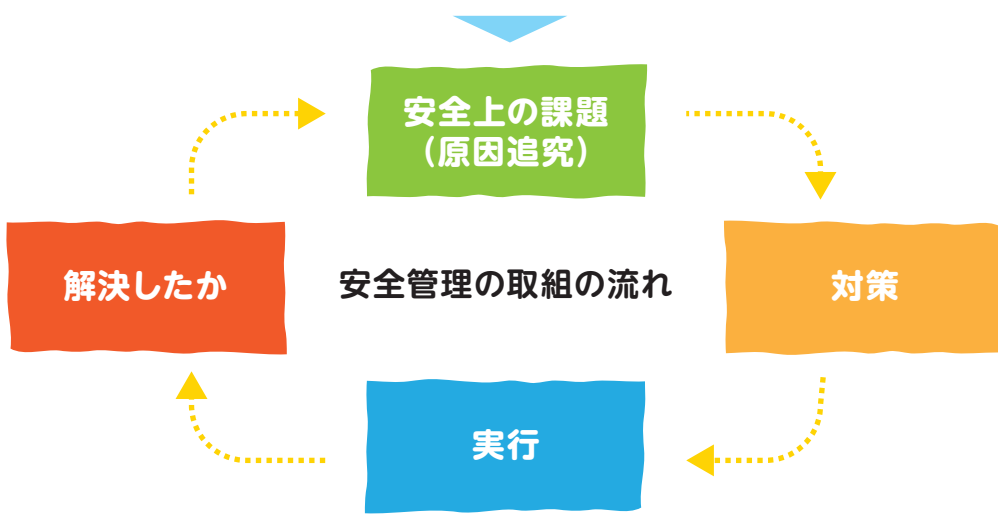 安全上の課題
（原因追究）
解決したか
安全管理の取組の流れ
対策
実行